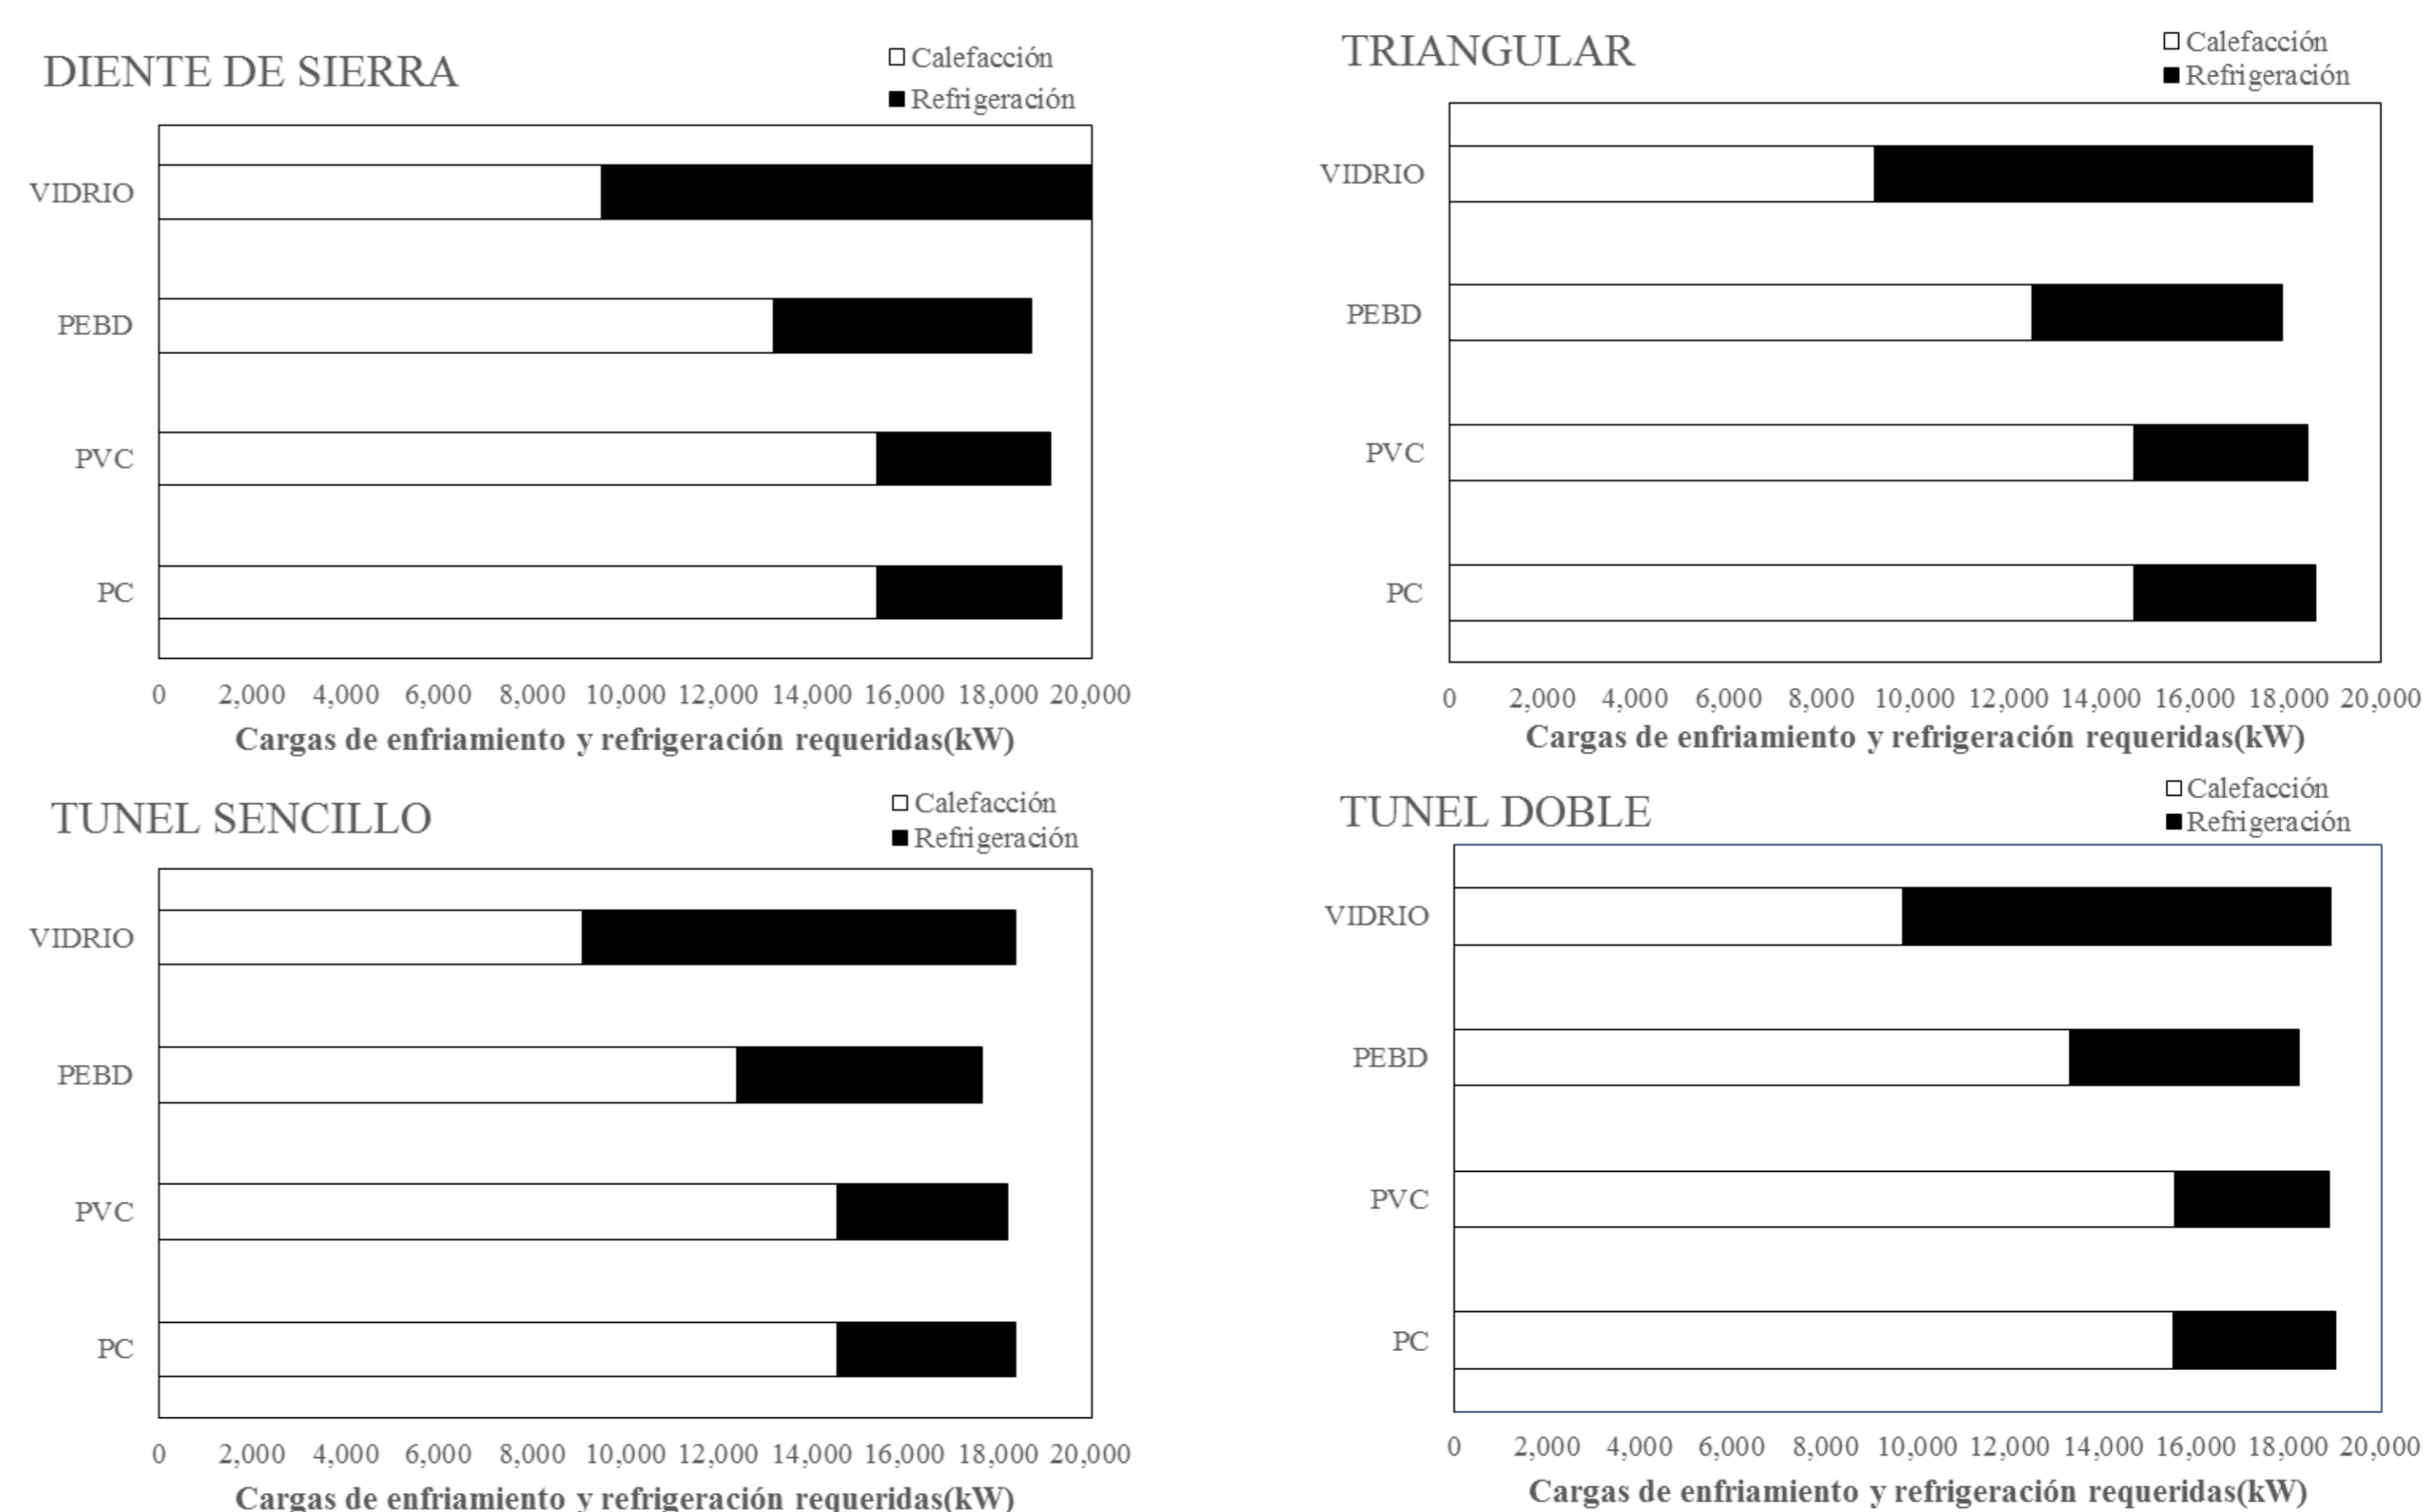 DIENTE DE SIERRA
Calefacción
Refrigeración
VIDRIO
PEBD
PVC
PC
0 2,000 4,000 6,000 8,000 10,000 12,000 14,000 16,000 18,000 20,000
Cargas de enfriamiento y refrigeración requeridas(kW)
TRIANGULAR
Calefacción
Refrigeración
VIDRIO
PEBD
PVC
PC
0 2,000 4,000 6,000 8,000 10,000 12,000 14,000 16,000 18,000 20,000
Cargas de enfriamiento y refrigeración requeridas(kW)
TUNEL SENCILLO
Calefacción
Refrigeración
VIDRIO
PEBD
PVC
PC
0 2,000 4,000 6,000 8,000 10,000 12,000 14,000 16,000 18,000 20,000
Cargas de enfriamiento y refrigeración requeridas(kW)
TUNEL DOBLE
Calefacción
Refrigeración
VIDRIO
PEBD
PVC
PC
0 2,000 4,000 6,000 8,000 10,000 12,000 14,000 16,000 18,000 20,000
Cargas de enfriamiento y refrigeración requeridas(kW)